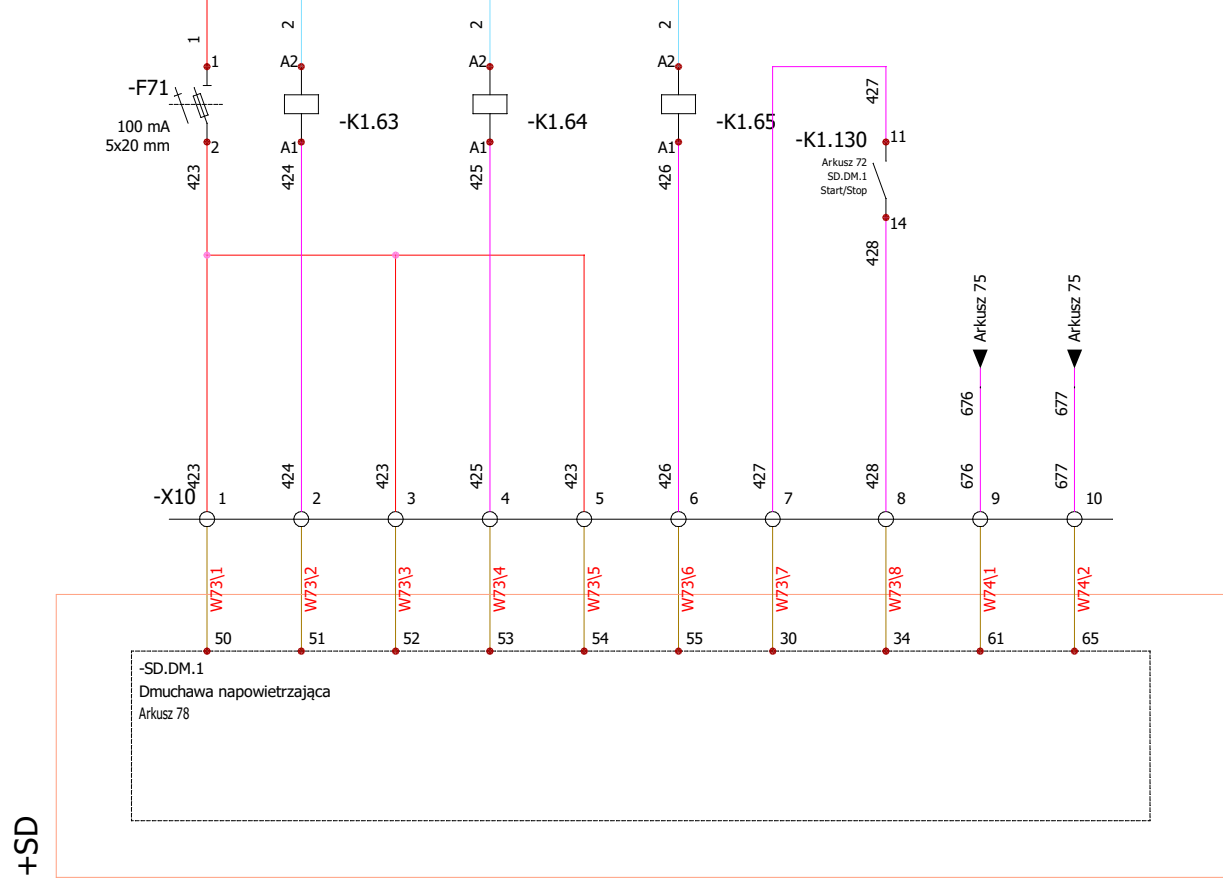 1
2
2
2
1
A2
A2
A2
-F71
100 mA
5x20 mm
-K1.63
-K1.64
-K1.65
427
-K1.130
11
Arkusz 72
SD.DM.1
Start/Stop
2
A1
A1
A1
423
424
425
426
14
428
Arkusz 75
Arkusz 75
676
677
423
424
423
425
423
426
427
428
676
677
-X10
1
2
3
4
5
6
7
8
9
10
W73\1
W73\2
W73\3
W73\4
W73\5
W73\6
W73\7
W73\8
W74\1
W74\2
50
51
52
53
54
55
30
34
61
65
-SD.DM.1
Dmuchawa napowietrzająca
Arkusz 78
+SD